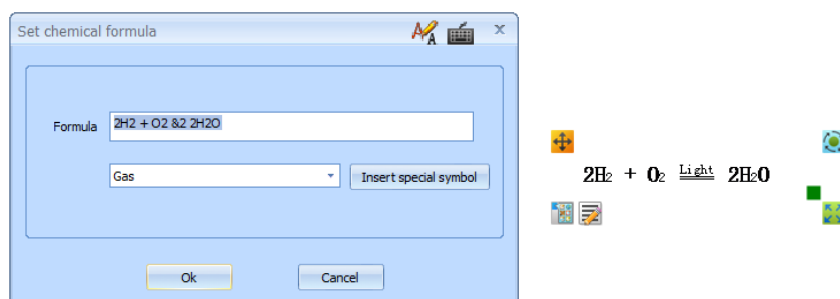 Set chemical formula
Formula
2H2 + O2 &2 2H2O
Gas
Insert special symbol
Ok
Cancel
2H₂ + O₂ Light 2H₂O